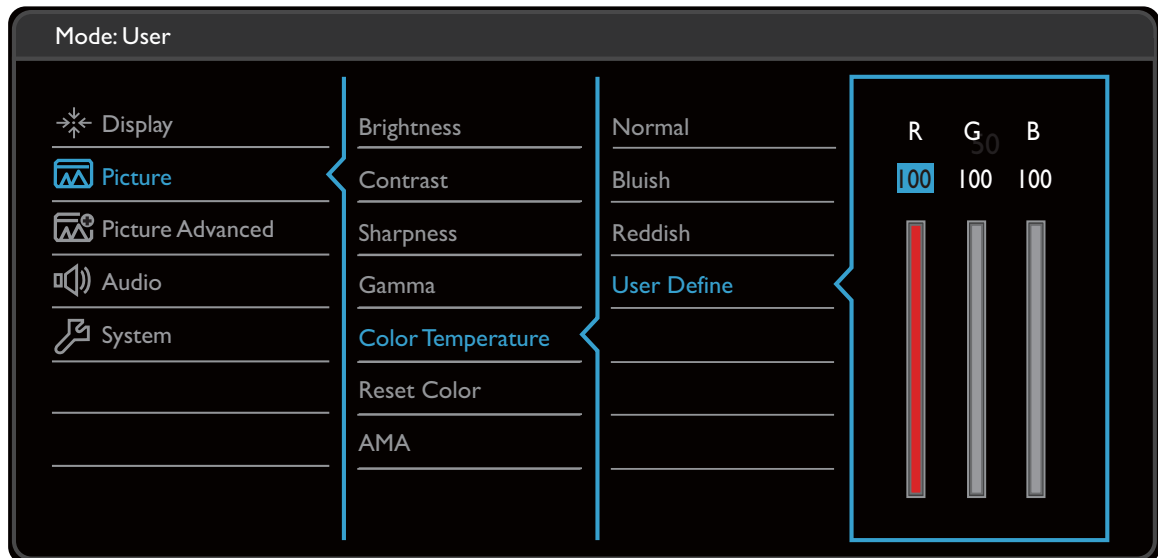 Mode: User
Display
Picture
Picture Advanced
Audio
System
Brightness
Contrast
Sharpness
Gamma
Color Temperature
Reset Color
AMA
Normal
Bluish
Reddish
User Define
R G B
50
100 100 100